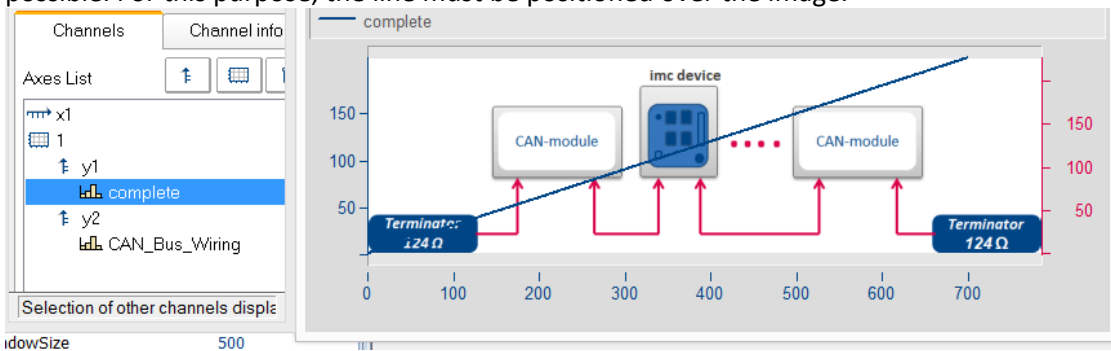 possible. For this purpose, the line must be positioned over the image.
Channels
Channel info
Axes List
x1
1
y1
complete
y2
CAN_Bus_Wiring
Selection of other channels displa
dowSize 500
complete
imc device
CAN-module
CAN-module
Terminator
124 Ω
Terminator
124 Ω
150
100
50
150
100
50
0 100 200 300 400 500 600 700